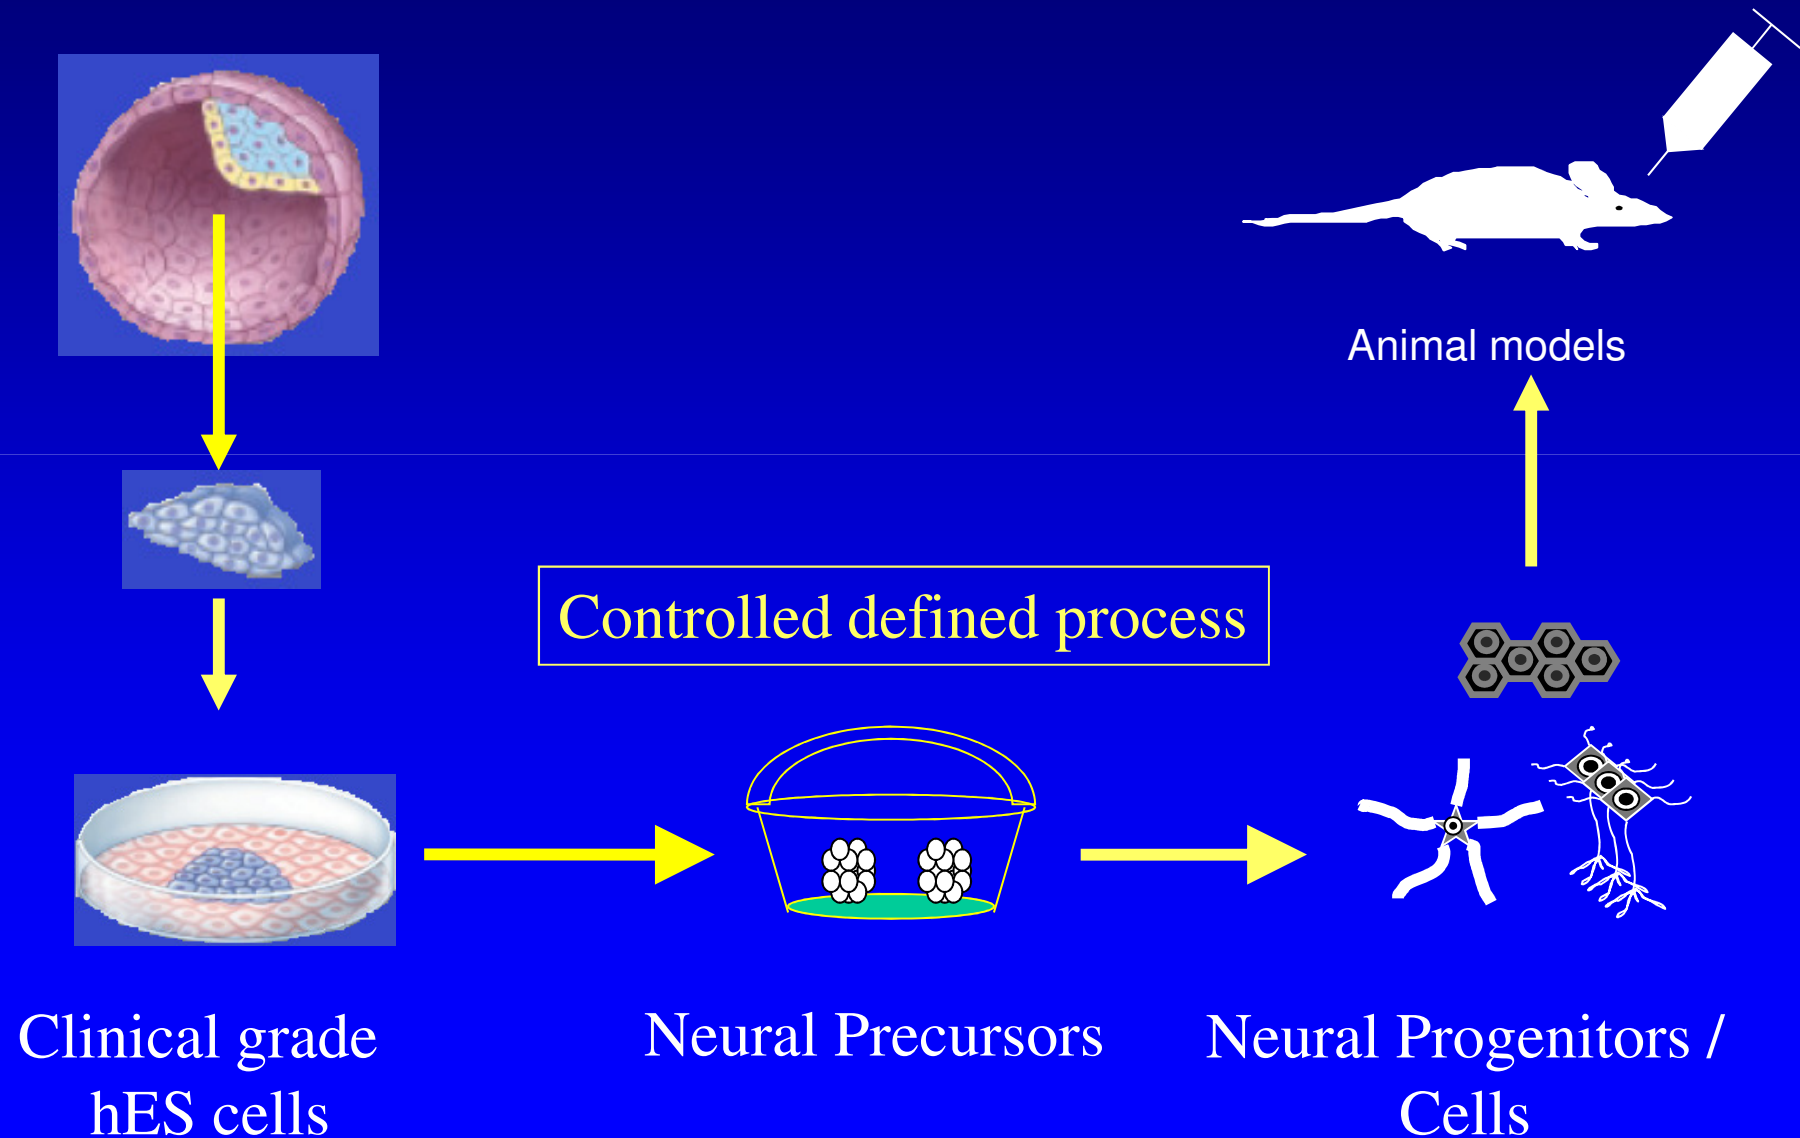 Animal models
Controlled defined process
Clinical grade
hES cells
Neural Precursors
Neural Progenitors /
Cells